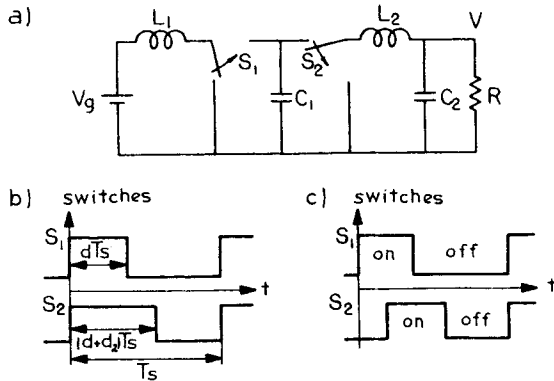 a)
L1
S1
C1
S2
L2
V
C2
R
Vg
b) switches
S1
dTs
t
S2
(d+d2)Ts
Ts
c) switches
S1
on off
t
S2
on off